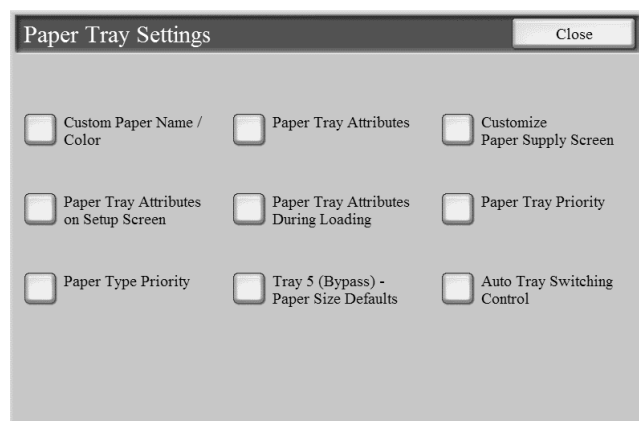 Paper Tray Settings
Close
Custom Paper Name /
Color
Paper Tray Attributes
Customize
Paper Supply Screen
Paper Tray Attributes
on Setup Screen
Paper Tray Attributes
During Loading
Paper Tray Priority
Paper Type Priority
Tray 5 (Bypass) -
Paper Size Defaults
Auto Tray Switching
Control